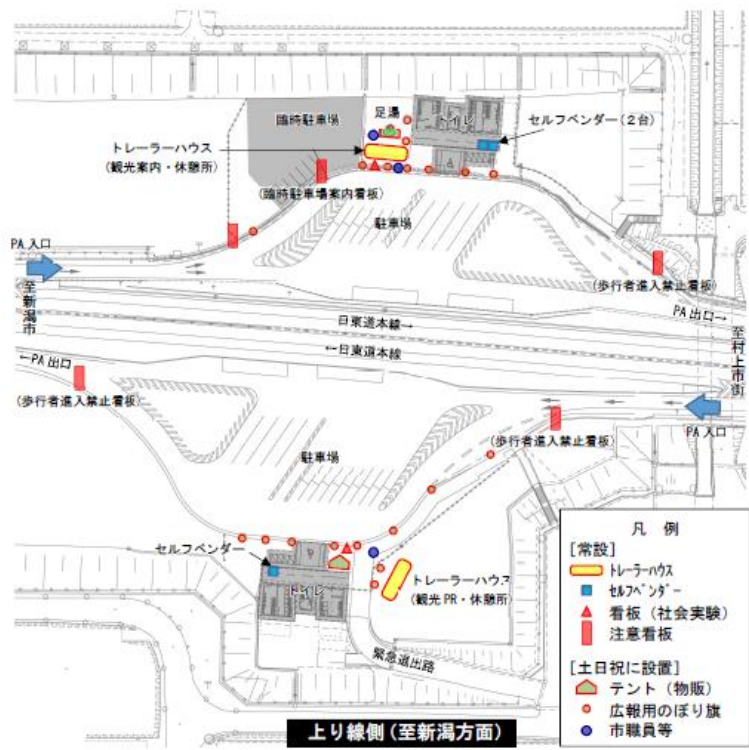 足湯
トイレ
臨時駐車場
セルフベンダー(2台)
トレーラーハウス
(観光案内・休憩所)
(臨時駐車場案内看板)
駐車場
PA入口
至新潟市
(歩行者進入禁止看板)
PA出口→
日東道本線→
←日東道本線
至村上市街
←PA出口
(歩行者進入禁止看板)
(歩行者進入禁止看板)
PA入口
駐車場
セルフベンダー
トイレ
トレーラーハウス
(観光PR・休憩所)
緊急退出路
上り線側(至新潟方面)
凡 例
[常設]
トレーラーハウス
セルフベンダー
看板(社会実験)
注意看板
[土日祝に設置]
テント(物販)
広報用のぼり旗
市職員等